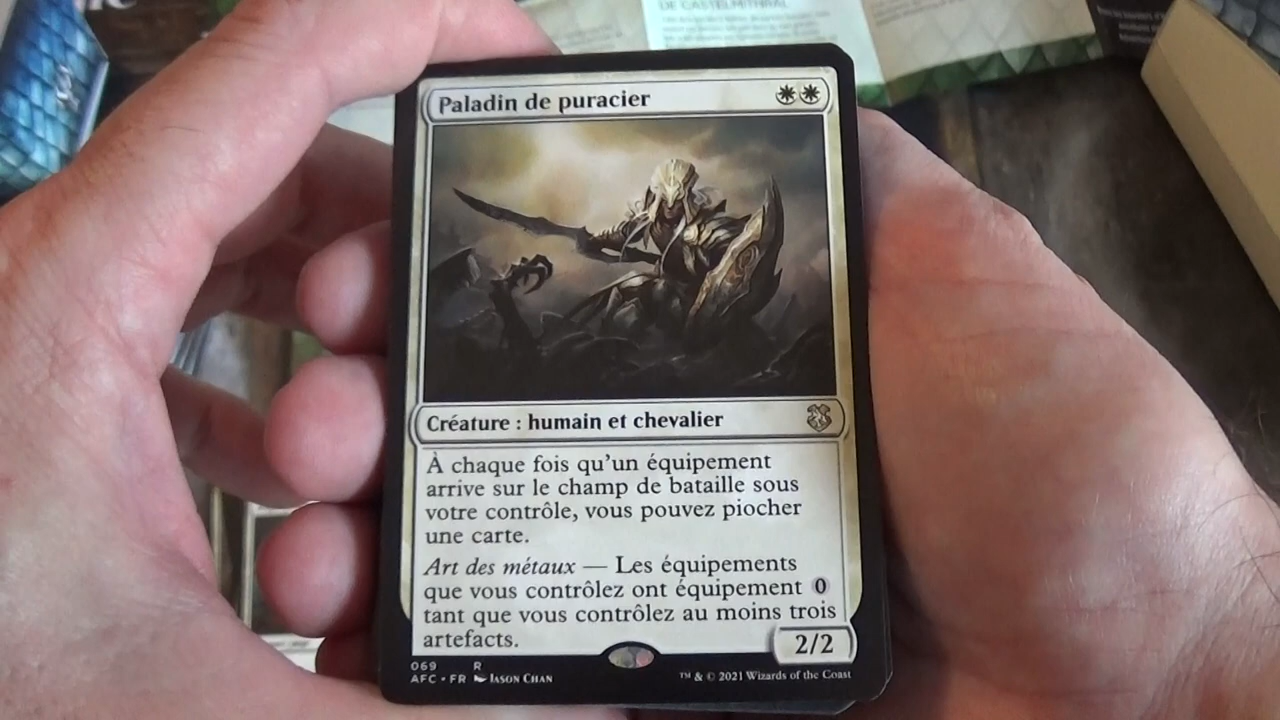 DE CASTELMITHRAL
Paladin de puracier
Créature : humain et chevalier
À chaque fois qu'un équipement
arrive sur le champ de bataille sous
votre contrôle, vous pouvez piocher
une carte.
Art des métaux — Les équipements
que vous contrôlez ont équipement 0
tant que vous contrôlez au moins trois
artefacts.
2/2
069 R
AFC • FR JASON CHAN
™ & © 2021 Wizards of the Coast